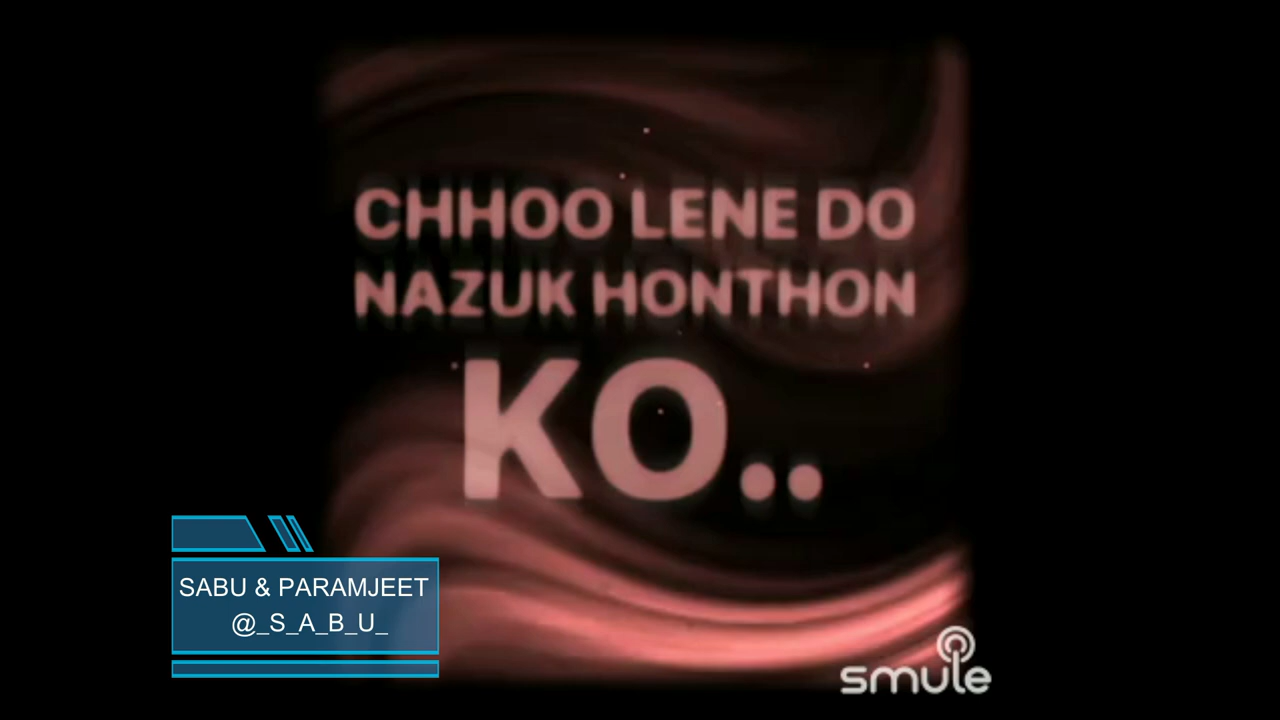 CHHOO LENE DO
NAZUK HONTHON
KO..
SABU & PARAMJEET
@_S_A_B_U_
smule